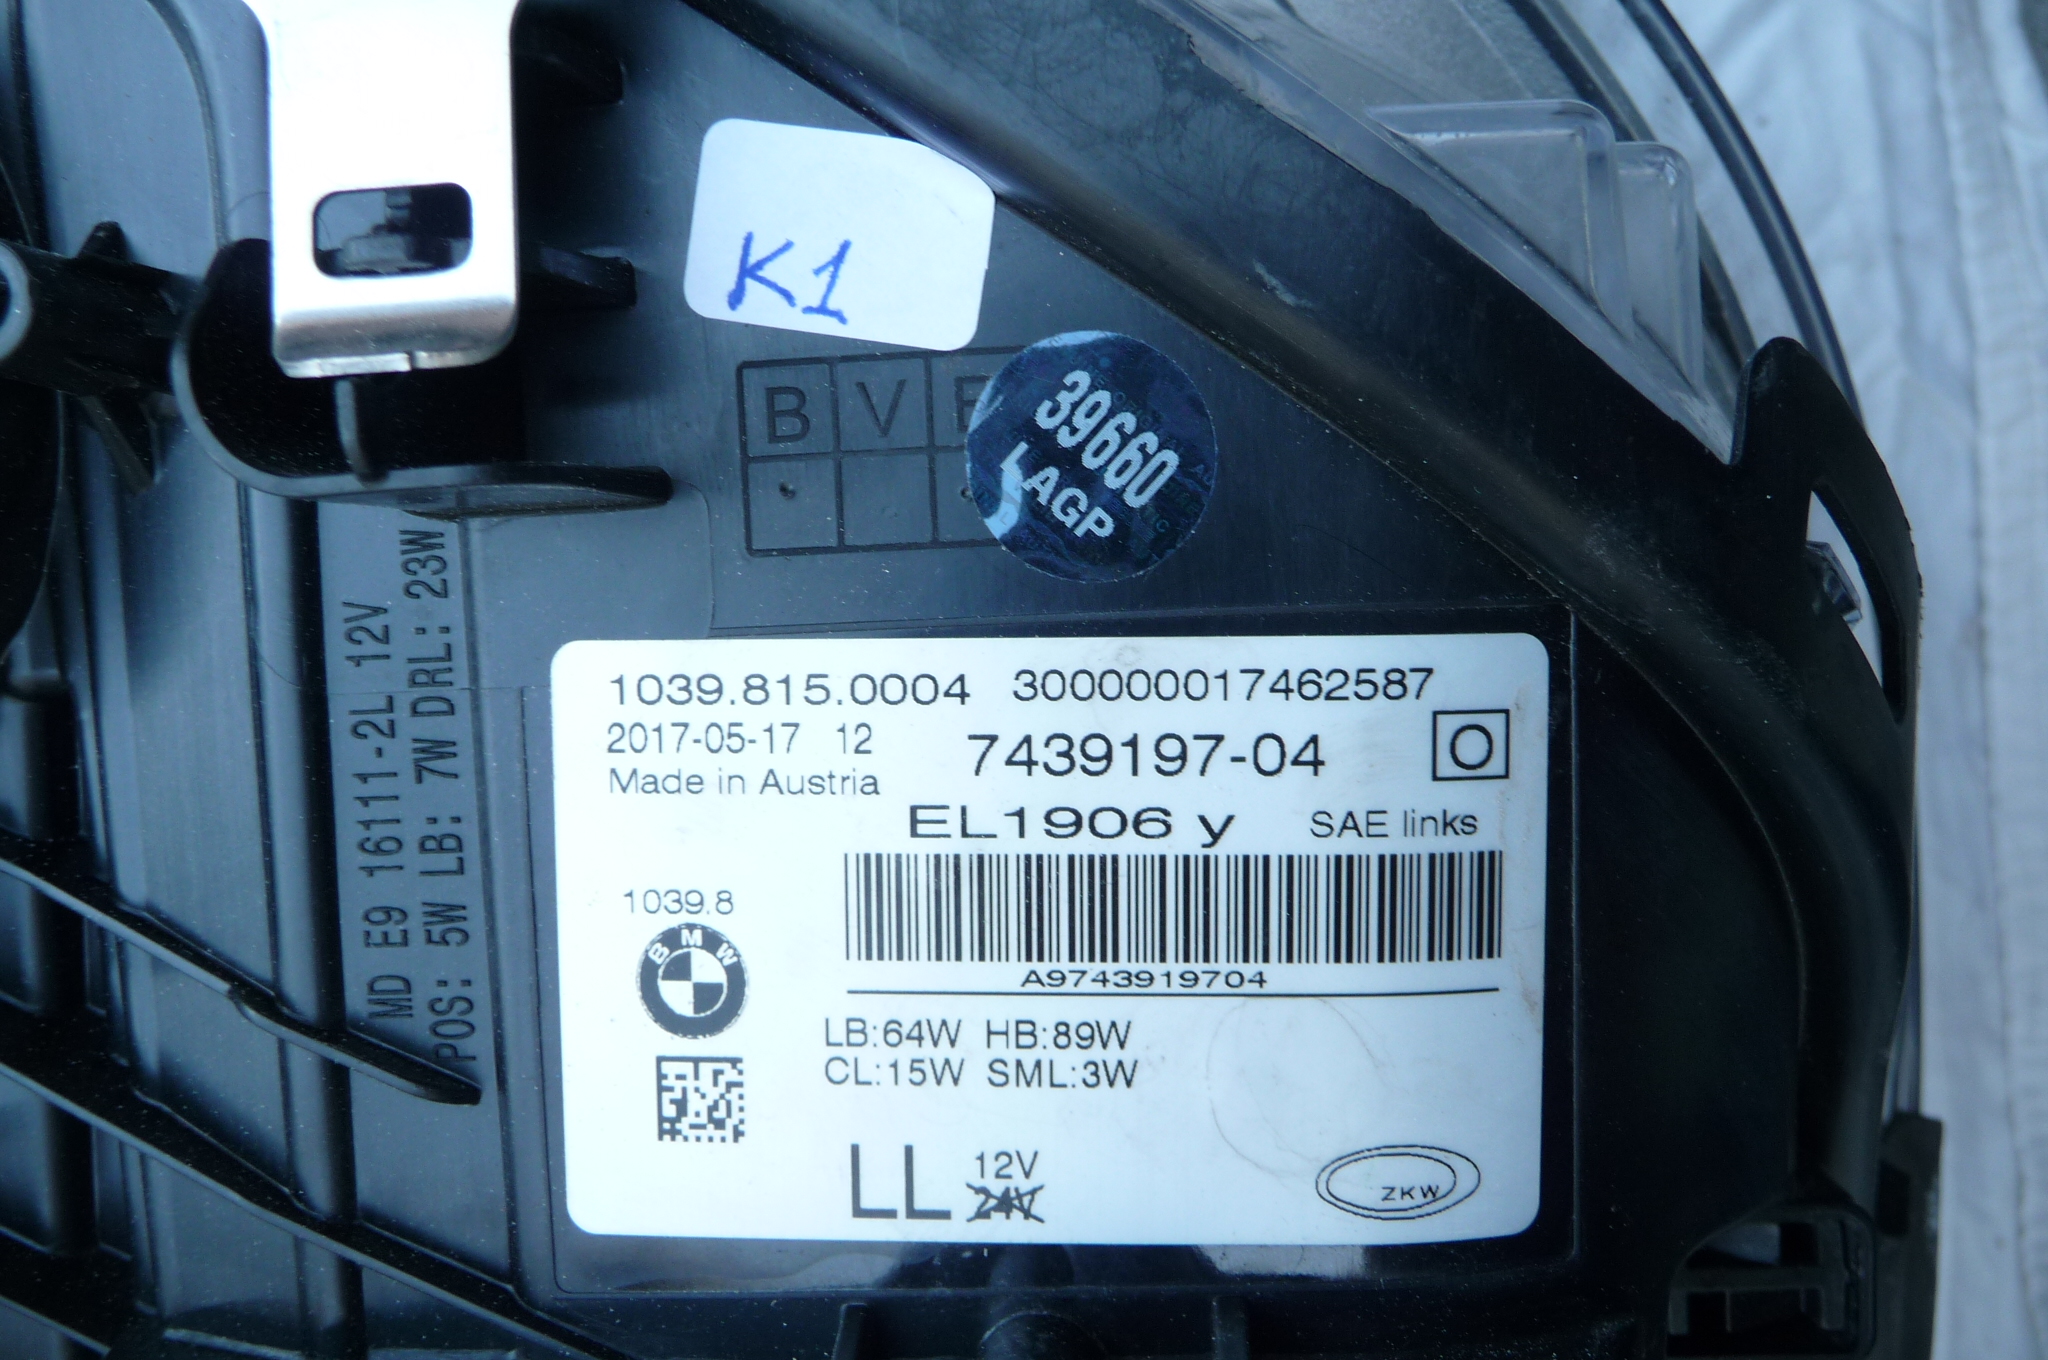 K1
B V
39660
LAGP
MD E9 16111-2L 12V
POS: 5W LB: 7W DRL: 23W
1039.815.0004 300000017462587
2017-05-17 12 7439197-04 O
Made in Austria
EL1906 y SAE links
1039.8
BMW
A9743919704
LB:64W HB:89W
CL:15W SML:3W
LL 12V
24V
ZKW